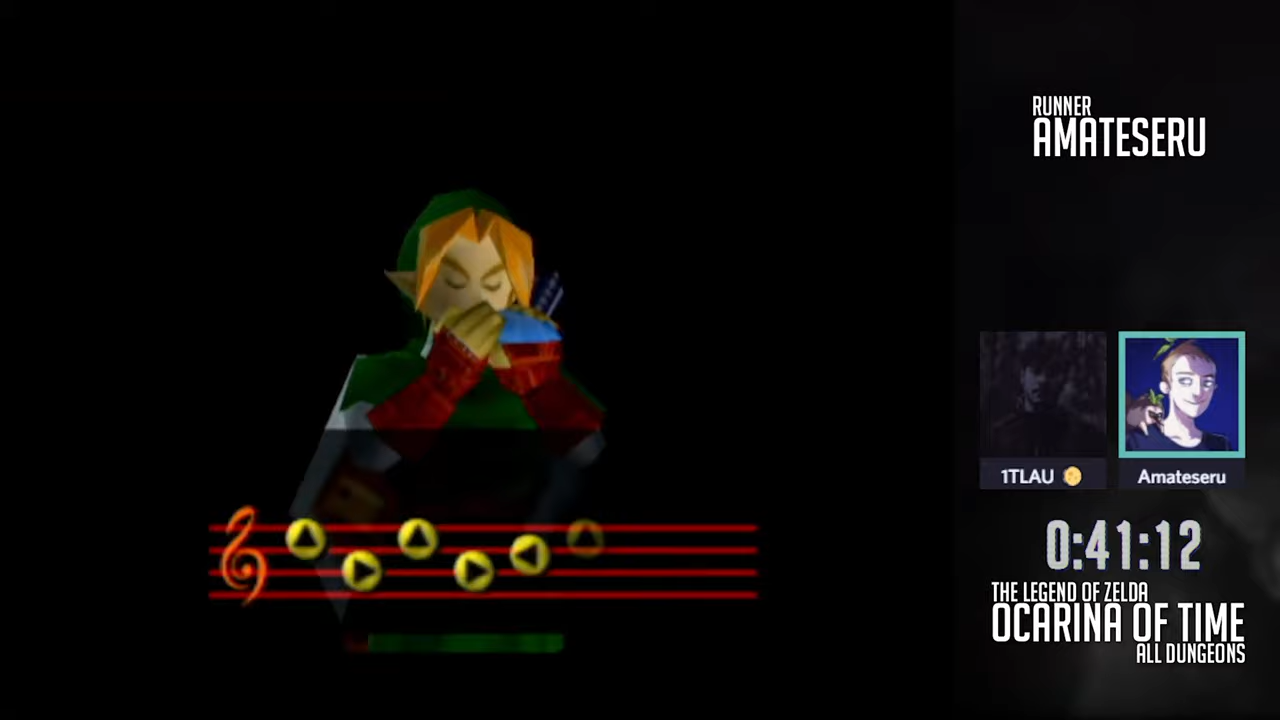 RUNNER
AMATESERU
1TLAU
Amateseru
0:41:12
THE LEGEND OF ZELDA
OCARINA OF TIME
ALL DUNGEONS